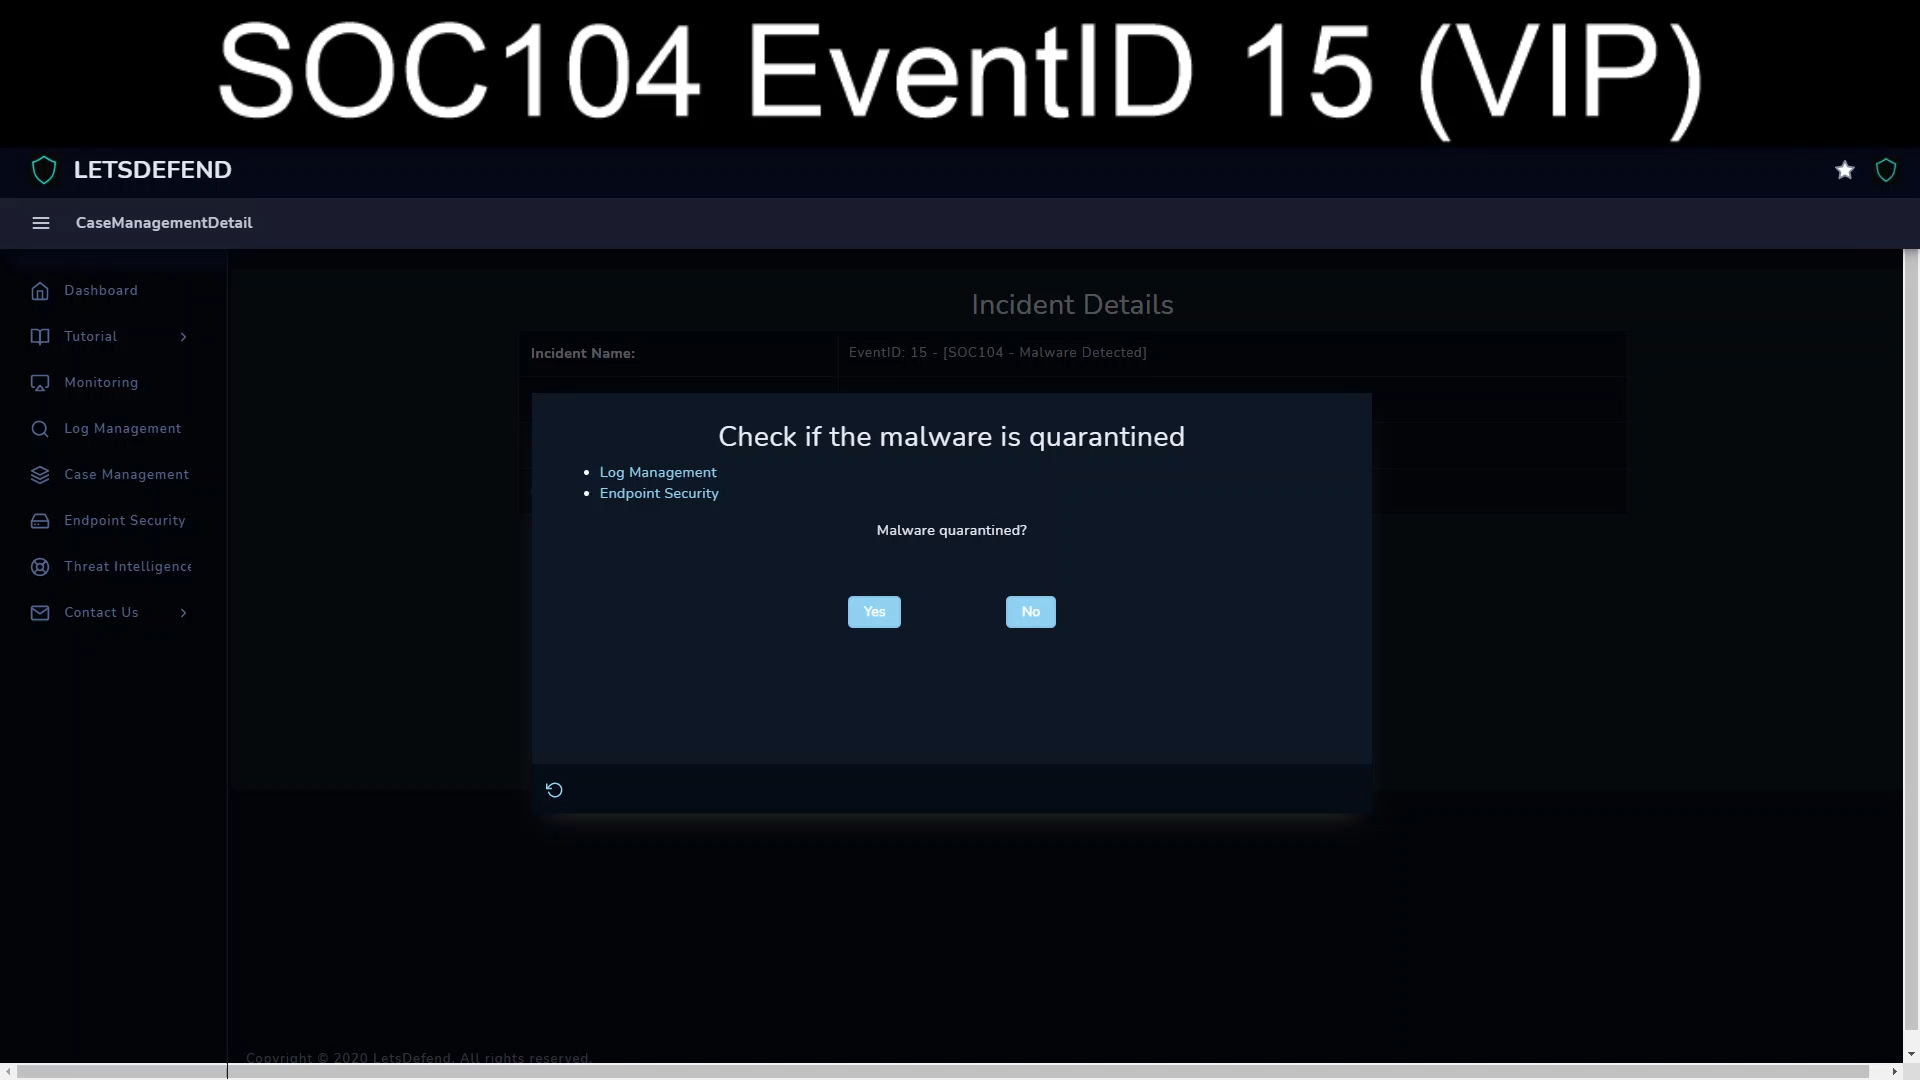 SOC104 EventID 15 (VIP)
LETSDEFEND
CaseManagementDetail
Dashboard
Tutorial
Monitoring
Log Management
Case Management
Endpoint Security
Threat Intelligence
Contact Us
Incident Details
Incident Name: EventID: 15 - [SOC104 - Malware Detected]
Check if the malware is quarantined
Log Management
Endpoint Security
Malware quarantined?
Yes No
Copyright © 2020 LetsDefend. All rights reserved.